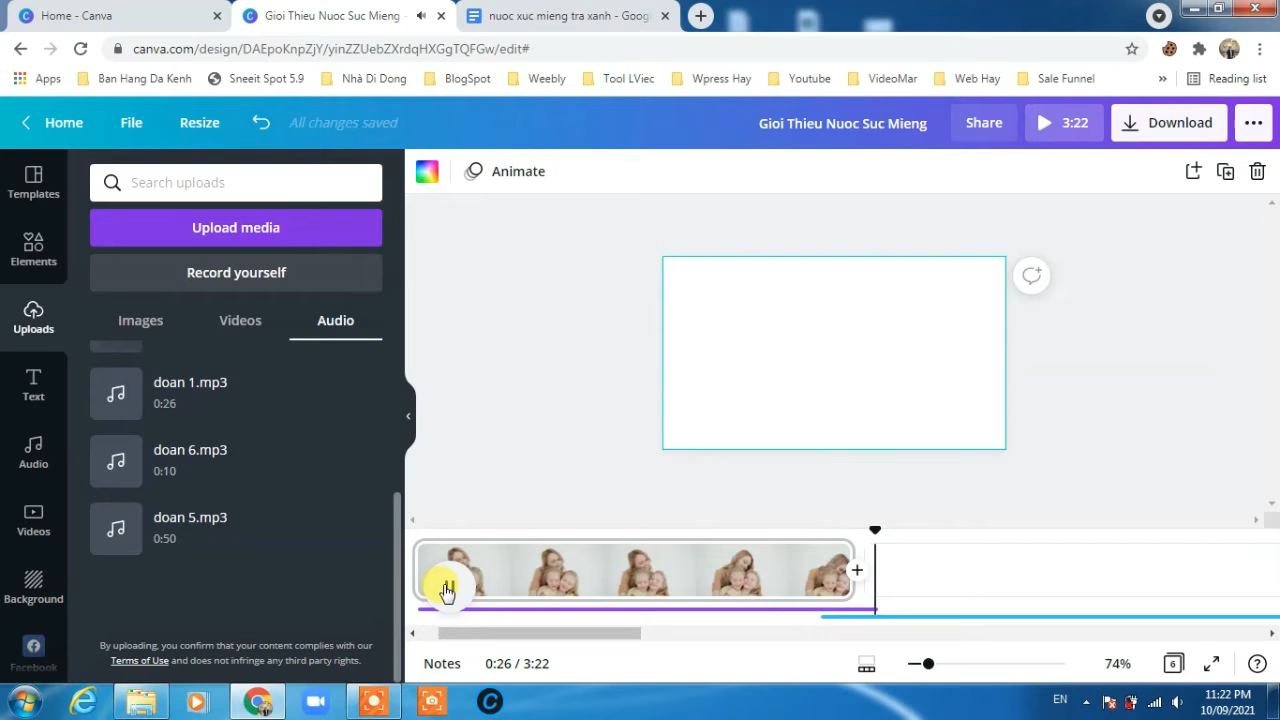 Home - Canva
Gioi Thieu Nuoc Suc Mieng -
nuoc xuc mieng tra xanh - Goog
canva.com/design/DAEpoKnpZjY/yinZZUebZXrdqHXGgTQFGw/edit#
Apps
Ban Hang Da Kenh
Sneeit Spot 5.9
Nhà Di Dong
BlogSpot
Weebly
Tool LViec
Wpress Hay
Youtube
VideoMar
Web Hay
Sale Funnel
»
Reading list
Home
File
Resize
All changes saved
Gioi Thieu Nuoc Suc Mieng
Share
3:22
Download
Templates
Elements
Uploads
Text
Audio
Videos
Background
Facebook
Search uploads
Upload media
Record yourself
Images
Videos
Audio
doan 1.mp3
0:26
doan 6.mp3
0:10
doan 5.mp3
0:50
By uploading, you confirm that your content complies with our
Terms of Use and does not infringe any third party rights.
Animate
Notes
0:26 / 3:22
74%
6
EN
11:22 PM
10/09/2021